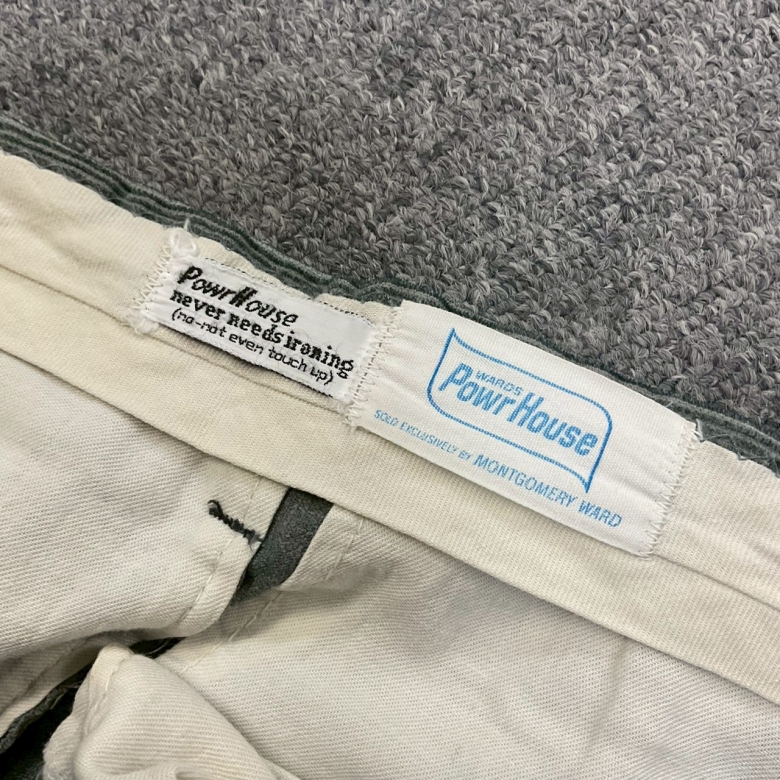 PowrHouse
never needs ironing
(no-not even touch up)
WARDS
PowrHouse
SOLD EXCLUSIVELY BY MONTGOMERY WARD